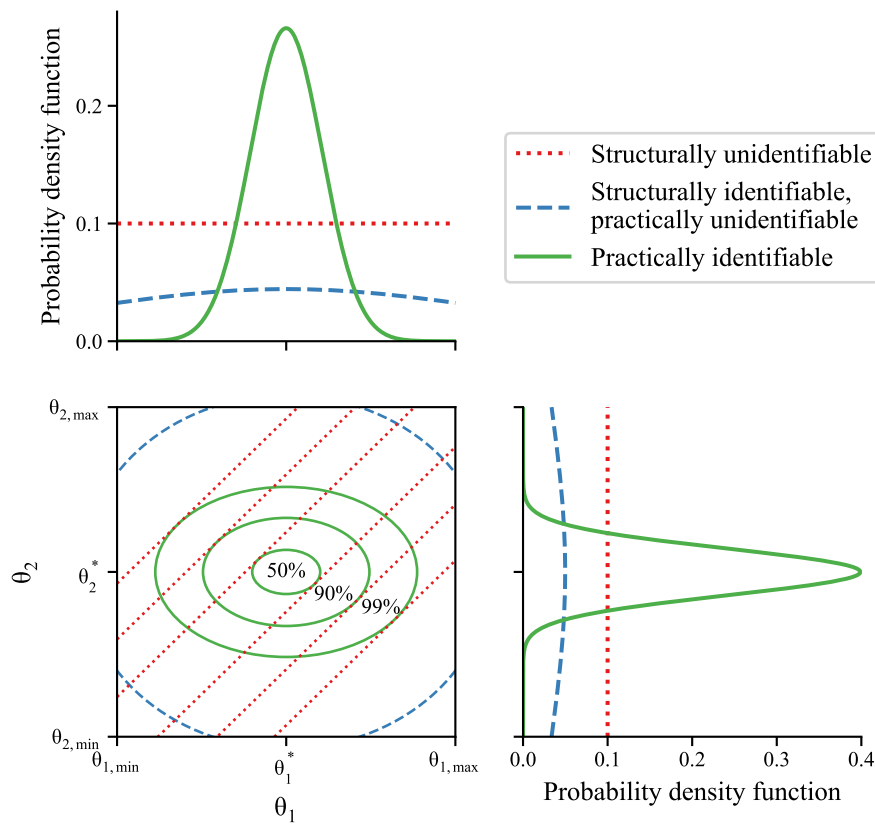 Probability density function
0.2
0.1
0.0
Structurally unidentifiable
Structurally identifiable,
practically unidentifiable
Practically identifiable
θ2,max
θ2*
θ2,min
θ2
50%
90%
99%
θ1,min
θ1*
θ1,max
θ1
0.0 0.1 0.2 0.3 0.4
Probability density function